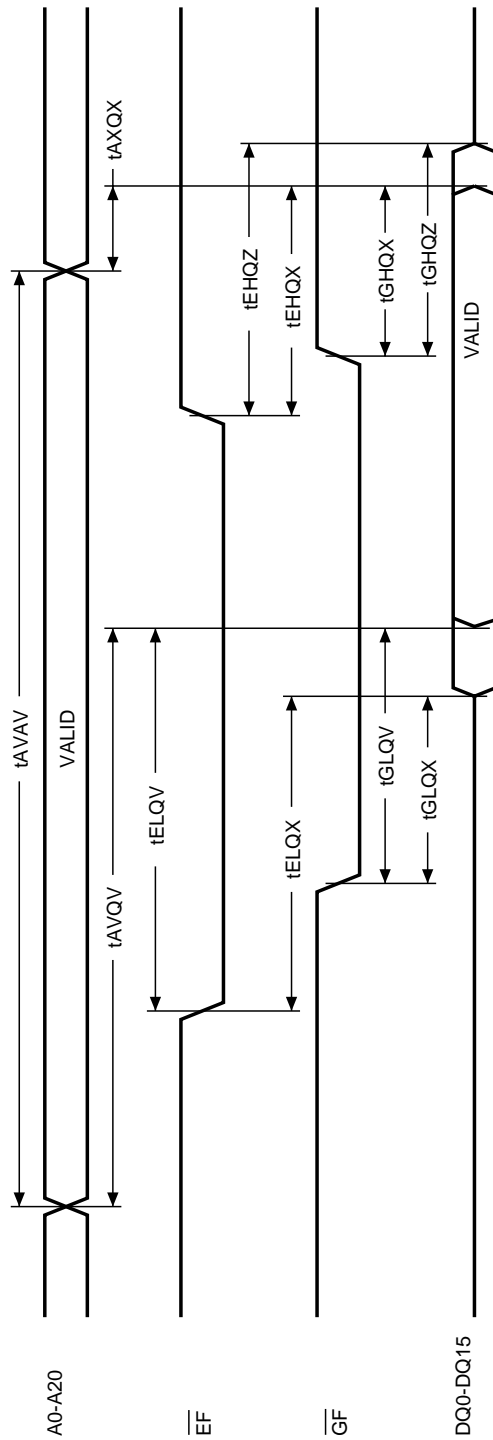 tAVAV
A0-A20
VALID
tAVQV
tAXQX
tELQV
EF
tEHQZ
tELQX
tEHQX
GF
tGLQV
tGHQX
tGLQX
tGHQZ
DQ0-DQ15
VALID